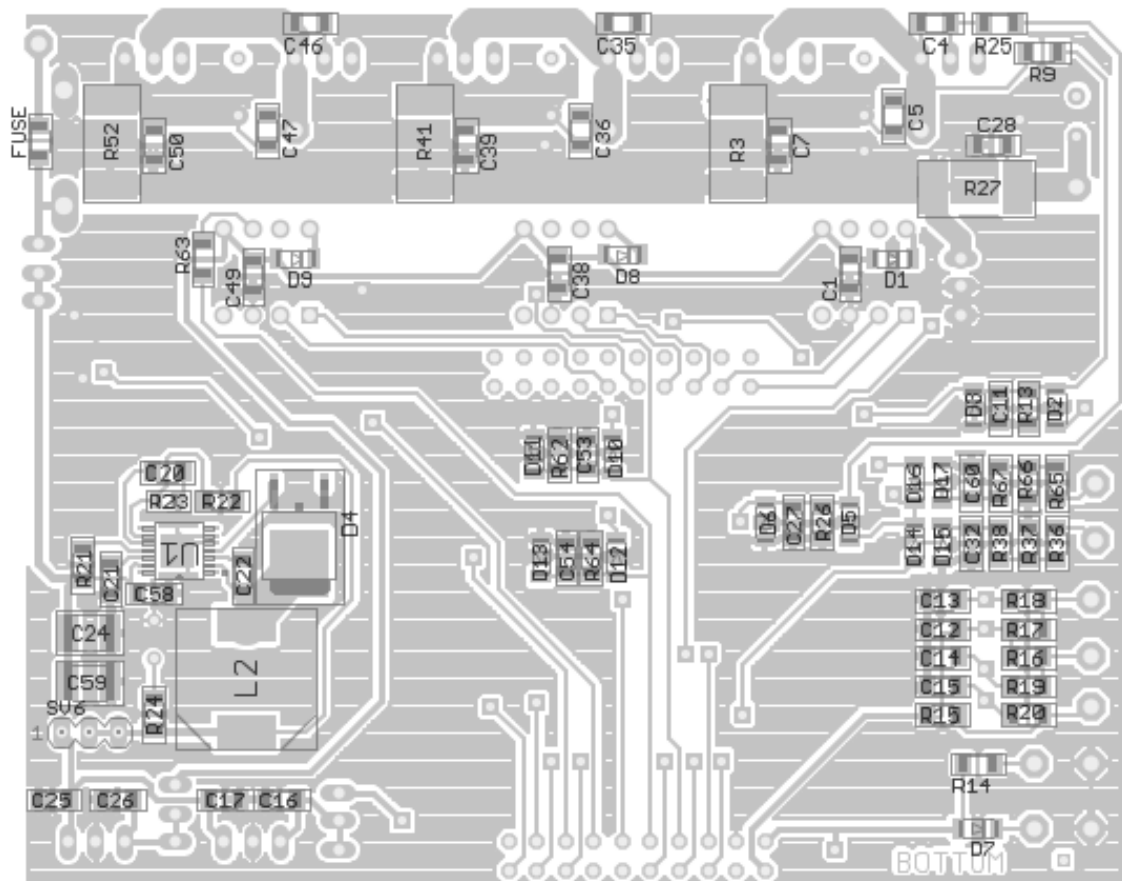 C46
C35
C4
R25
R9
FUSE
R52
C50
C47
R41
C39
C36
R3
C7
C5
C28
R27
R63
C49
D9
C38
D8
C1
D1
D3
C11
R13
D2
D11
R62
C53
D10
D16
D17
C60
R67
R66
R65
C20
R23
R22
D4
D6
C27
R26
D5
U1
R21
C21
C22
C58
D13
C54
R64
D12
D14
D15
C32
R38
R37
R36
C13
R18
C24
C12
R17
C14
R16
L2
C59
C15
R19
SV6
R24
R15
R20
1
R14
C25
C26
C17
C16
D7
BOTTOM